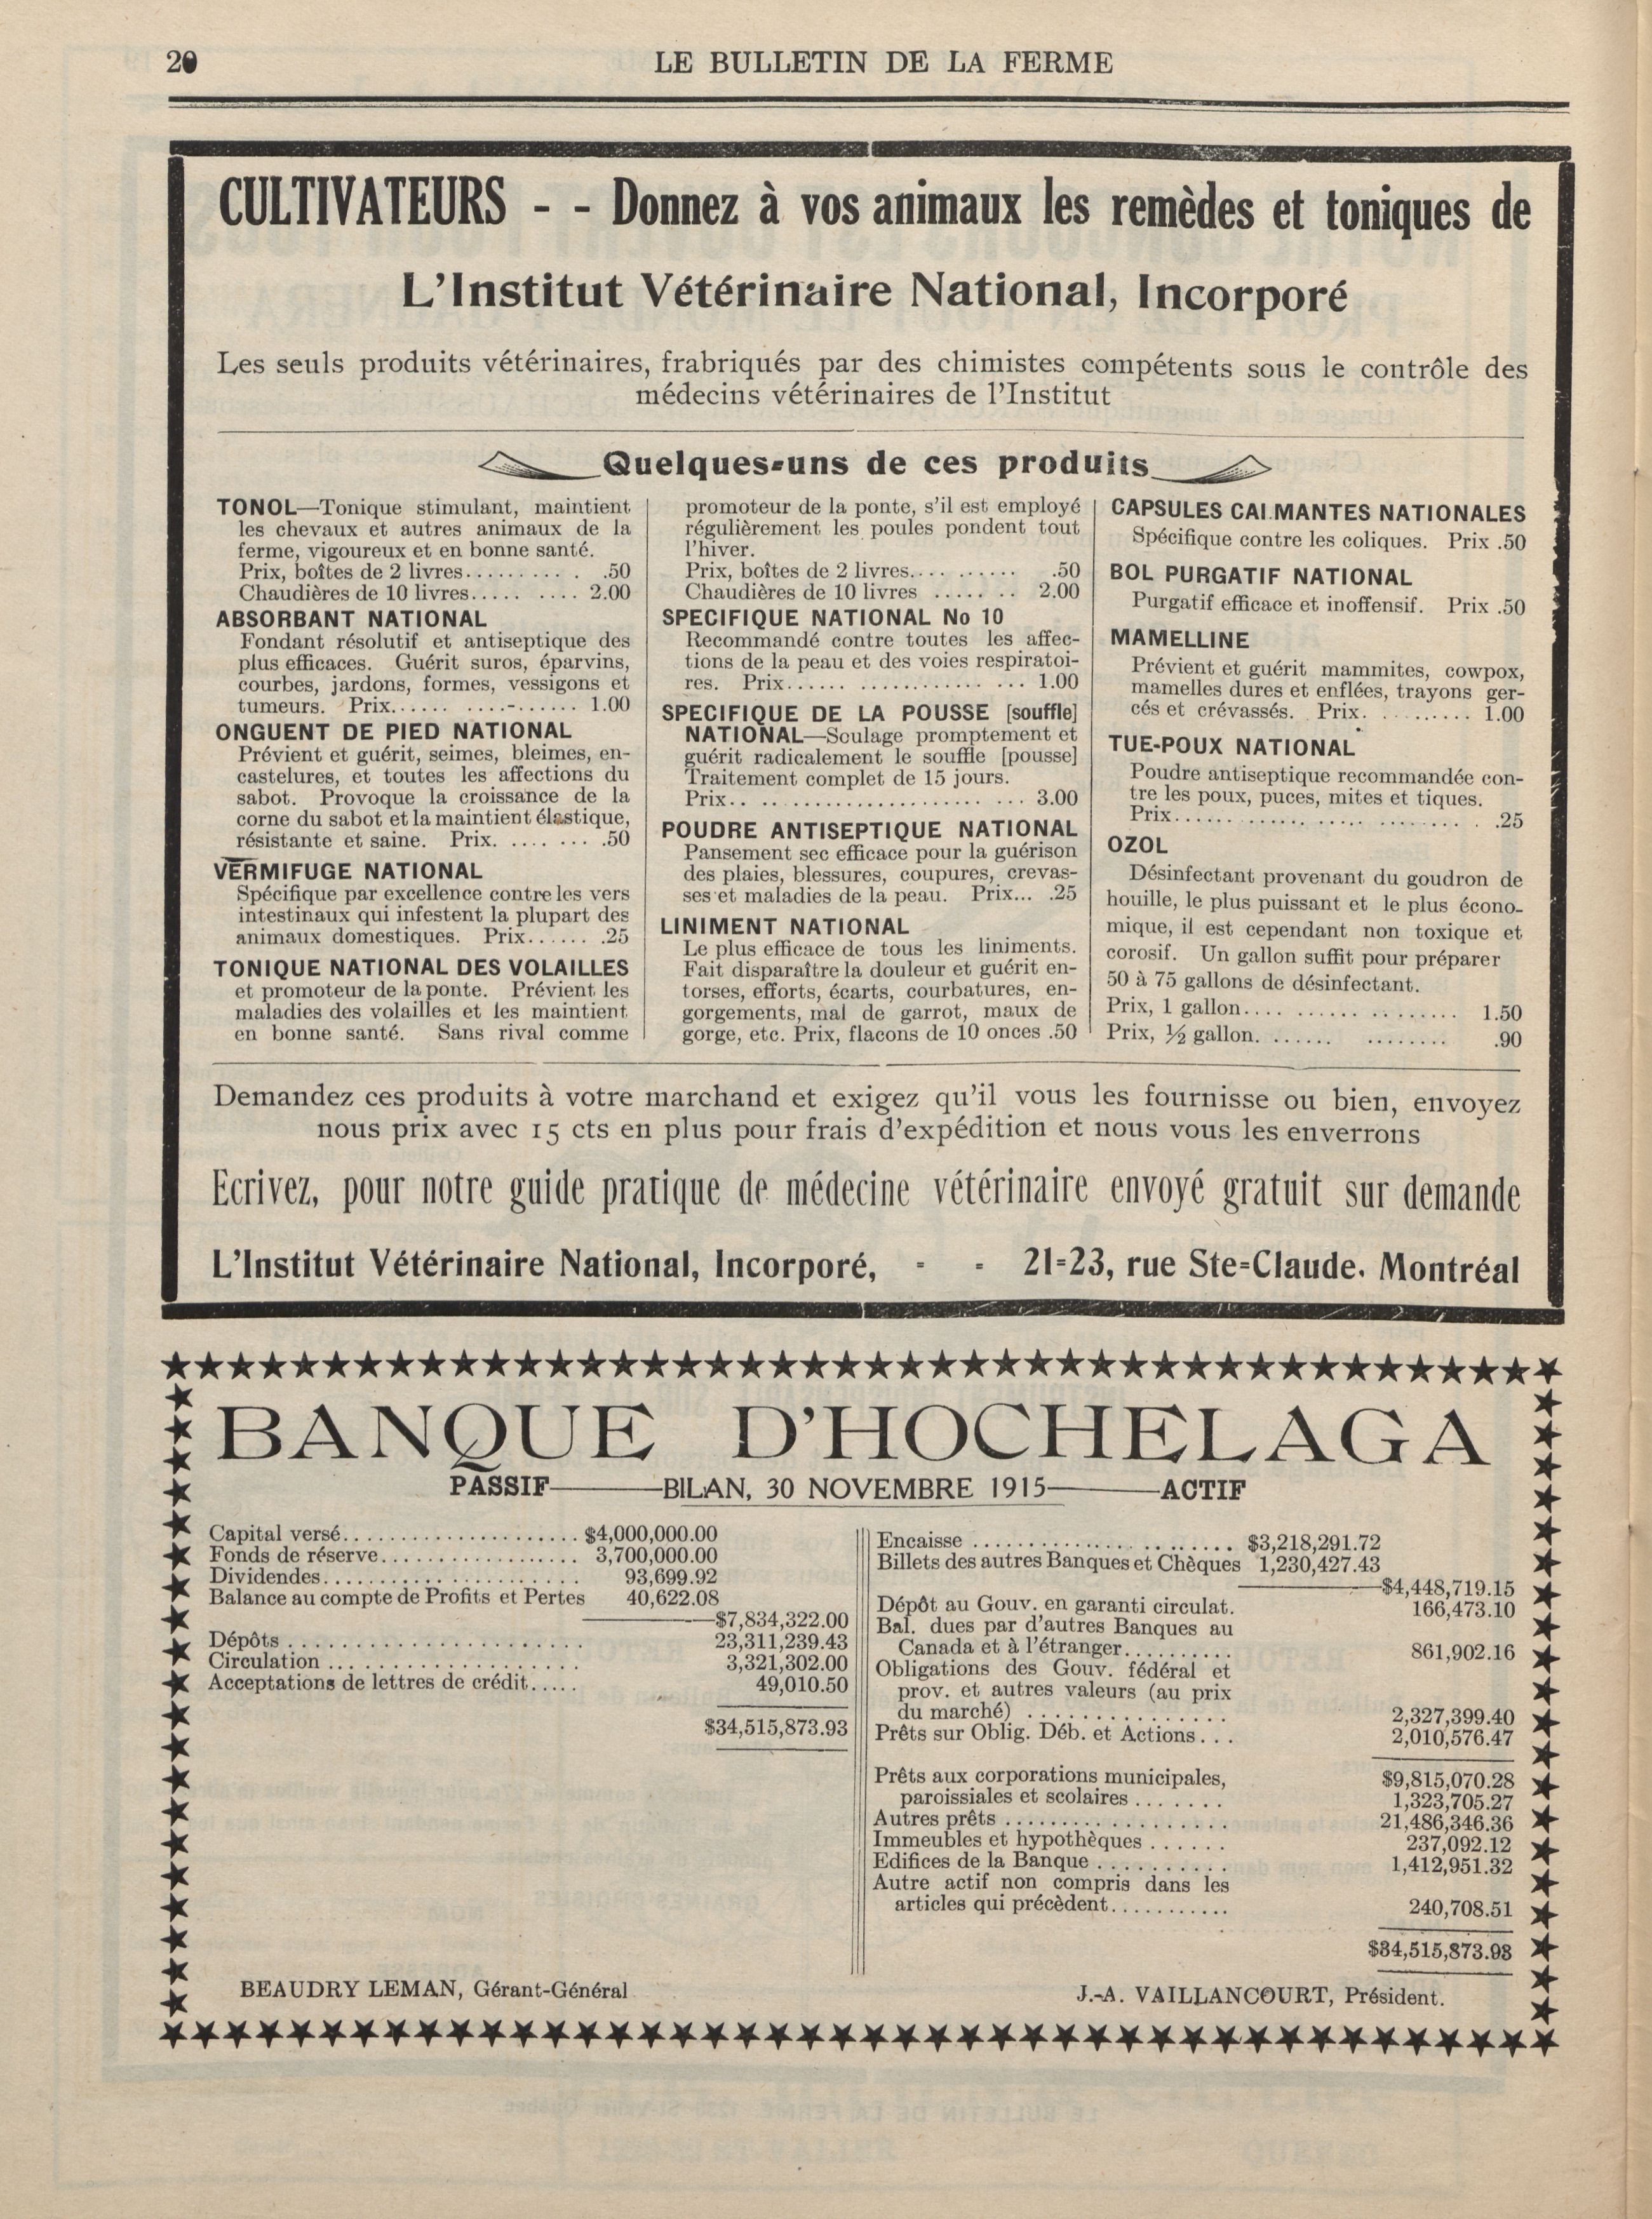 20
LE BULLETIN DE LA FERME
CULTIVATEURS - - Donnez à vos animaux les remèdes et toniques de
L'Institut Vétérinaire National, Incorporé
Les seuls produits vétérinaires, frabriqués par des chimistes compétents sous le contrôle des
médecins vétérinaires de l'Institut
Quelques-uns de ces produits
TONOL—Tonique stimulant, maintient
les chevaux et autres animaux de la
ferme, vigoureux et en bonne santé.
Prix, boîtes de 2 livres.......... .50
Chaudières de 10 livres..... .... 2.00
ABSORBANT NATIONAL
Fondant résolutif et antiseptique des
plus efficaces. Guérit suros, éparvins,
courbes, jardons, formes, vessigons et
tumeurs. Prix...... ....-...... 1.00
ONGUENT DE PIED NATIONAL
Prévient et guérit, seimes, bleimes, en-
castelures, et toutes les affections du
sabot. Provoque la croissance de la
corne du sabot et la maintient élastique,
résistante et saine. Prix. .... ... .50
VERMIFUGE NATIONAL
Spécifique par excellence contre les vers
intestinaux qui infestent la plupart des
animaux domestiques. Prix...... .25
TONIQUE NATIONAL DES VOLAILLES
et promoteur de la ponte. Prévient les
maladies des volailles et les maintient
en bonne santé. Sans rival comme
promoteur de la ponte, s'il est employé
régulièrement les poules pondent tout
l'hiver.
Prix, boîtes de 2 livres.... ...... .50
Chaudières de 10 livres ..... .. 2.00
SPECIFIQUE NATIONAL No 10
Recommandé contre toutes les affec-
tions de la peau et des voies respiratoi-
res. Prix...... ............ ... 1.00
SPECIFIQUE DE LA POUSSE [souffle]
NATIONAL—Soulage promptement et
guérit radicalement le souffle [pousse]
Traitement complet de 15 jours.
Prix.. .. .................... ... 3.00
POUDRE ANTISEPTIQUE NATIONAL
Pansement sec efficace pour la guérison
des plaies, blessures, coupures, crevas-
ses et maladies de la peau. Prix... .25
LINIMENT NATIONAL
Le plus efficace de tous les liniments.
Fait disparaître la douleur et guérit en-
torses, efforts, écarts, courbatures, en-
gorgements, mal de garrot, maux de
gorge, etc. Prix, flacons de 10 onces .50
CAPSULES CALMANTES NATIONALES
Spécifique contre les coliques. Prix .50
BOL PURGATIF NATIONAL
Purgatif efficace et inoffensif. Prix .50
MAMELLINE
Prévient et guérit mammites, cowpox,
mamelles dures et enflées, trayons ger-
cés et crévassés. Prix. ......... 1.00
TUE-POUX NATIONAL
Poudre antiseptique recommandée con-
tre les poux, puces, mites et tiques.
Prix...... ....... ..... ........ . .25
OZOL
Désinfectant provenant du goudron de
houille, le plus puissant et le plus écono-
mique, il est cependant non toxique et
corosif. Un gallon suffit pour préparer
50 à 75 gallons de désinfectant.
Prix, 1 gallon.... ...... ........ 1.50
Prix, ½ gallon. ...... ........ .90
Demandez ces produits à votre marchand et exigez qu'il vous les fournisse ou bien, envoyez
nous prix avec 15 cts en plus pour frais d'expédition et nous vous les enverrons
Ecrivez, pour notre guide pratique de médecine vétérinaire envoyé gratuit sur demande
L'Institut Vétérinaire National, Incorporé, - - 21-23, rue Ste-Claude. Montréal
BANQUE D'HOCHELAGA
PASSIF——BILAN, 30 NOVEMBRE 1915——ACTIF
Capital versé..................... $4,000,000.00
Fonds de réserve.................. 3,700,000.00
Dividendes....................... 93,699.92
Balance au compte de Profits et Pertes 40,622.08
$7,834,322.00
Dépôts ........................ 23,311,239.43
Circulation .................... 3,321,302.00
Acceptations de lettres de crédit..... 49,010.50
$34,515,873.93
BEAUDRY LEMAN, Gérant-Général
Encaisse ........................ $3,218,291.72
Billets des autres Banques et Chèques 1,230,427.43
$4,448,719.15
Dépôt au Gouv. en garanti circulat. 166,473.10
Bal. dues par d'autres Banques au
Canada et à l'étranger.......... 861,902.16
Obligations des Gouv. fédéral et
prov. et autres valeurs (au prix
du marché) ................ 2,327,399.40
Prêts sur Oblig. Déb. et Actions... 2,010,576.47
$9,815,070.28
Prêts aux corporations municipales,
paroissiales et scolaires ....... 1,323,705.27
Autres prêts .................... 21,486,346.36
Immeubles et hypothèques ...... 237,092.12
Edifices de la Banque .......... 1,412,951.32
Autre actif non compris dans les
articles qui précèdent........... 240,708.51
$34,515,873.93
J.-A. VAILLANCOURT, Président.